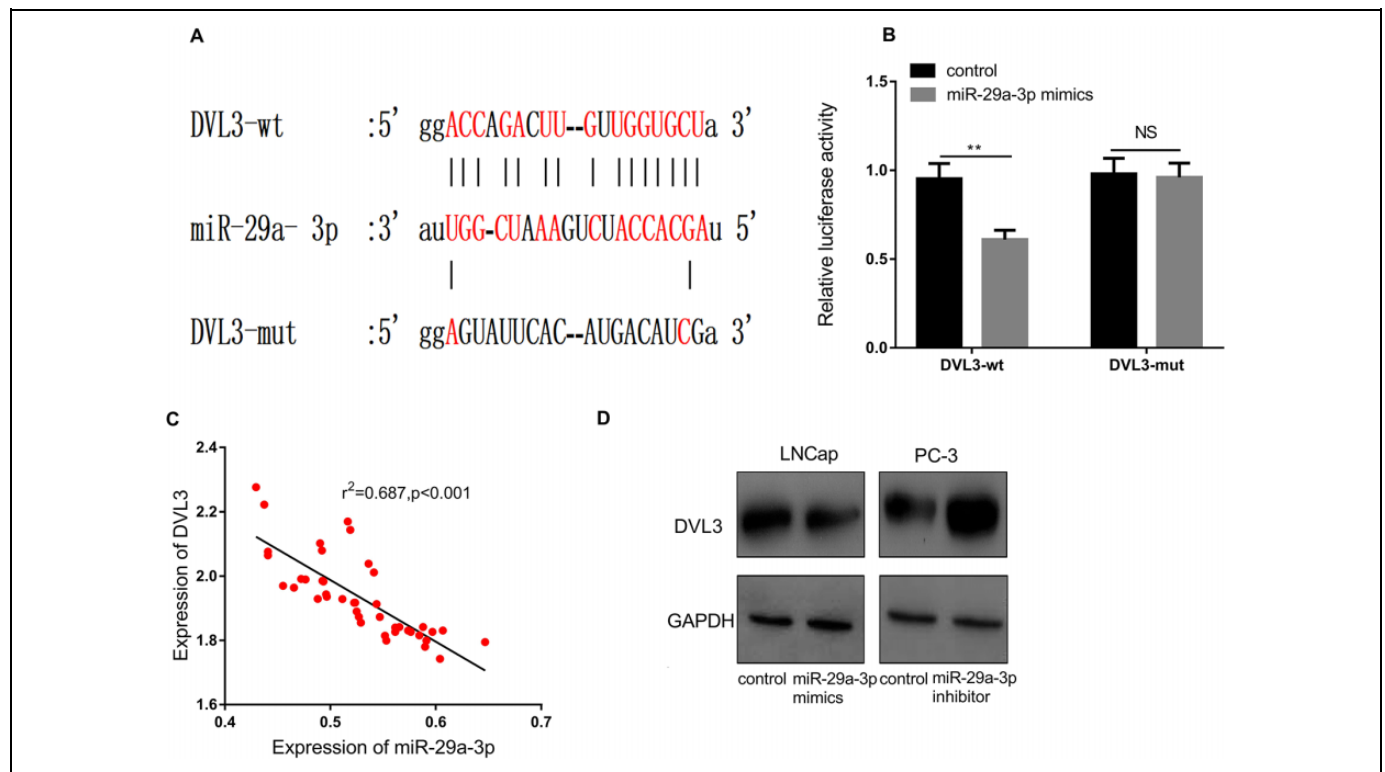 A
DVL3-wt :5' ggACCAGACUU--GUUGGUGCUa 3'
miR-29a- 3p :3' auUGG-CUAAAGUCUACCACGAu 5'
DVL3-mut :5' ggAGUAUUCAC--AUGACAUCGa 3'
B
control
miR-29a-3p mimics
Relative luciferase activity
1.5
1.0
0.5
0.0
**
NS
DVL3-wt
DVL3-mut
C
Expression of DVL3
2.4
2.2
2.0
1.8
1.6
r²=0.687,p<0.001
0.4 0.5 0.6 0.7
Expression of miR-29a-3p
D
LNCap PC-3
DVL3
GAPDH
control miR-29a-3p mimics
control miR-29a-3p inhibitor